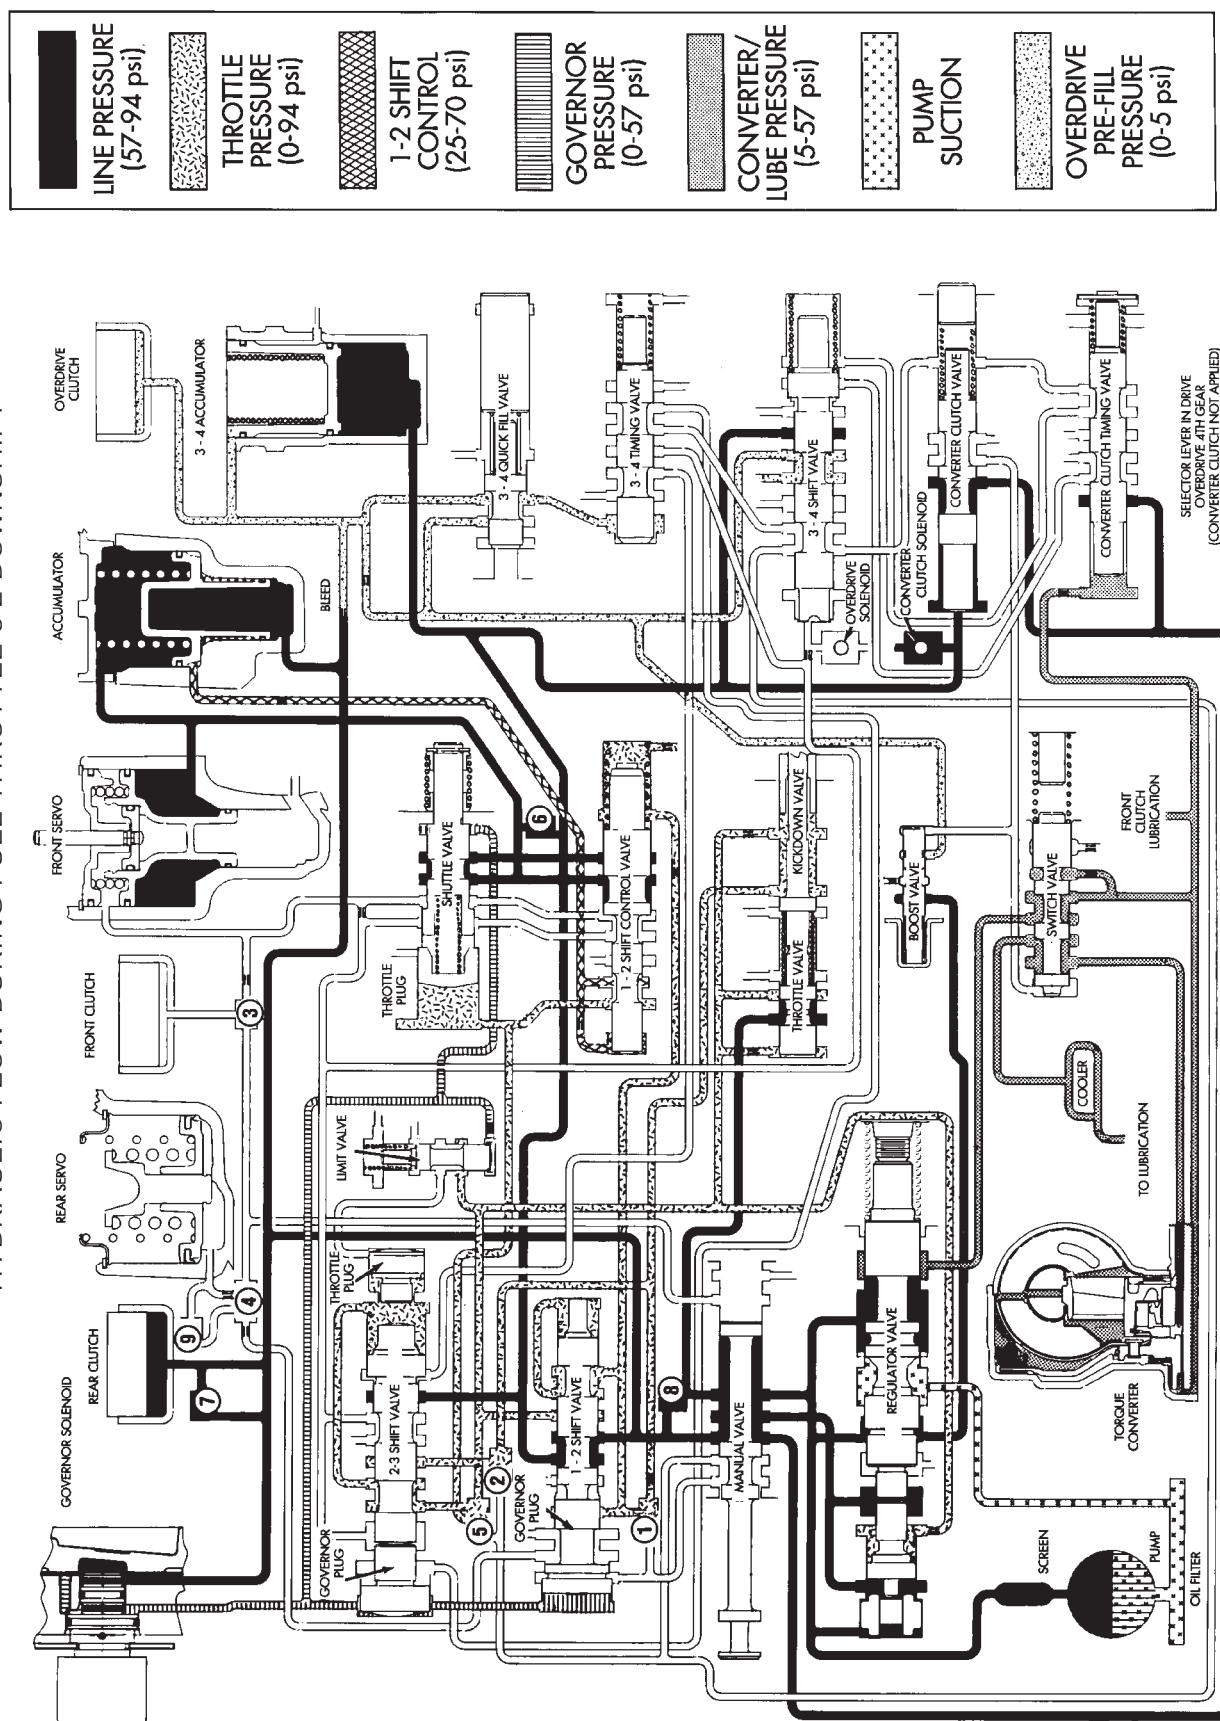 LINE PRESSURE
(57-94 psi)
THROTTLE
PRESSURE
(0-94 psi)
1-2 SHIFT
CONTROL
(25-70 psi)
GOVERNOR
PRESSURE
(0-57 psi)
CONVERTER/
LUBE PRESSURE
(5-57 psi)
PUMP
SUCTION
OVERDRIVE
PRE-FILL
PRESSURE
(0-5 psi)
GOVERNOR SOLENOID
REAR CLUTCH
REAR SERVO
FRONT CLUTCH
FRONT SERVO
ACCUMULATOR
OVERDRIVE
CLUTCH
3 - 4 ACCUMULATOR
BLEED
7
9
4
3
GOVERNOR
PLUG
2-3 SHIFT VALVE
THROTTLE
PLUG
LIMIT VALVE
THROTTLE
PLUG
SHUTTLE VALVE
6
3 - 4 QUICK FILL VALVE
5
2
GOVERNOR
PLUG
1 - 2 SHIFT VALVE
1 - 2 SHIFT CONTROL VALVE
3 - 4 TIMING VALVE
1
8
MANUAL VALVE
THROTTLE VALVE
KICKDOWN VALVE
3 - 4 SHIFT VALVE
OVERDRIVE
SOLENOID
CONVERTER
CLUTCH SOLENOID
CONVERTER CLUTCH VALVE
REGULATOR VALVE
BOOST VALVE
SWITCH VALVE
CONVERTER CLUTCH TIMING VALVE
COOLER
TO LUBRICATION
FRONT
CLUTCH
LUBRICATION
TORQUE
CONVERTER
SCREEN
PUMP
OIL FILTER
SELECTOR LEVER IN DRIVE
OVERDRIVE 4TH GEAR
(CONVERTER CLUTCH NOT APPLIED)